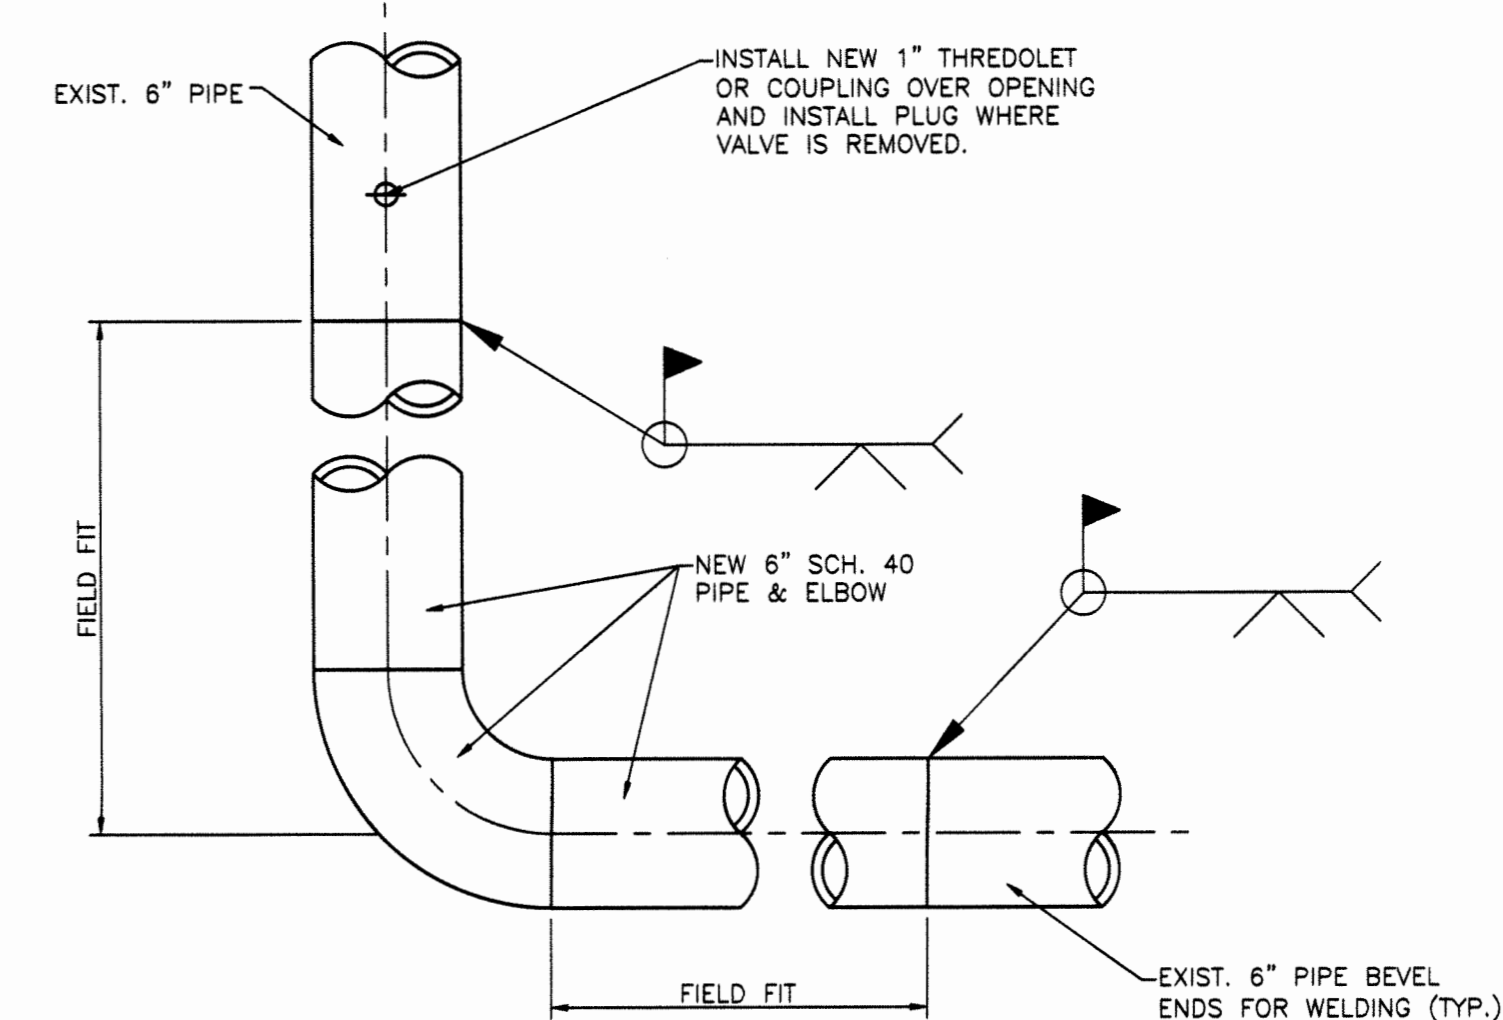 INSTALL NEW 1" THREDOLET
OR COUPLING OVER OPENING
AND INSTALL PLUG WHERE
VALVE IS REMOVED.
EXIST. 6" PIPE
FIELD FIT
NEW 6" SCH. 40
PIPE & ELBOW
FIELD FIT
EXIST. 6" PIPE BEVEL
ENDS FOR WELDING (TYP.)